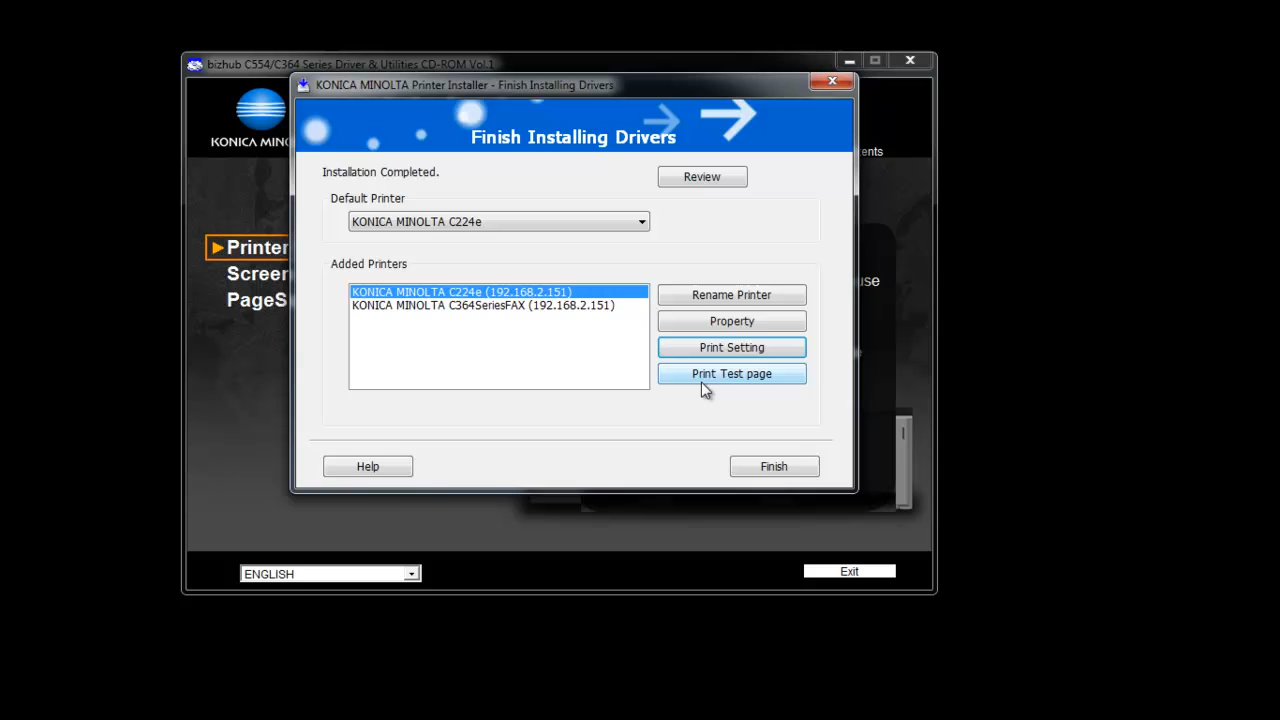 bizhub C554/C364 Series Driver & Utilities CD-ROM Vol.1
KONICA MINOLTA Printer Installer - Finish Installing Drivers
KONICA MINO
Finish Installing Drivers
ents
Installation Completed.
Review
Default Printer
KONICA MINOLTA C224e
Printer
Screen
PageS
use
Added Printers
KONICA MINOLTA C224e (192.168.2.151)
KONICA MINOLTA C364SeriesFAX (192.168.2.151)
Rename Printer
Property
Print Setting
Print Test page
Help
Finish
ENGLISH
Exit